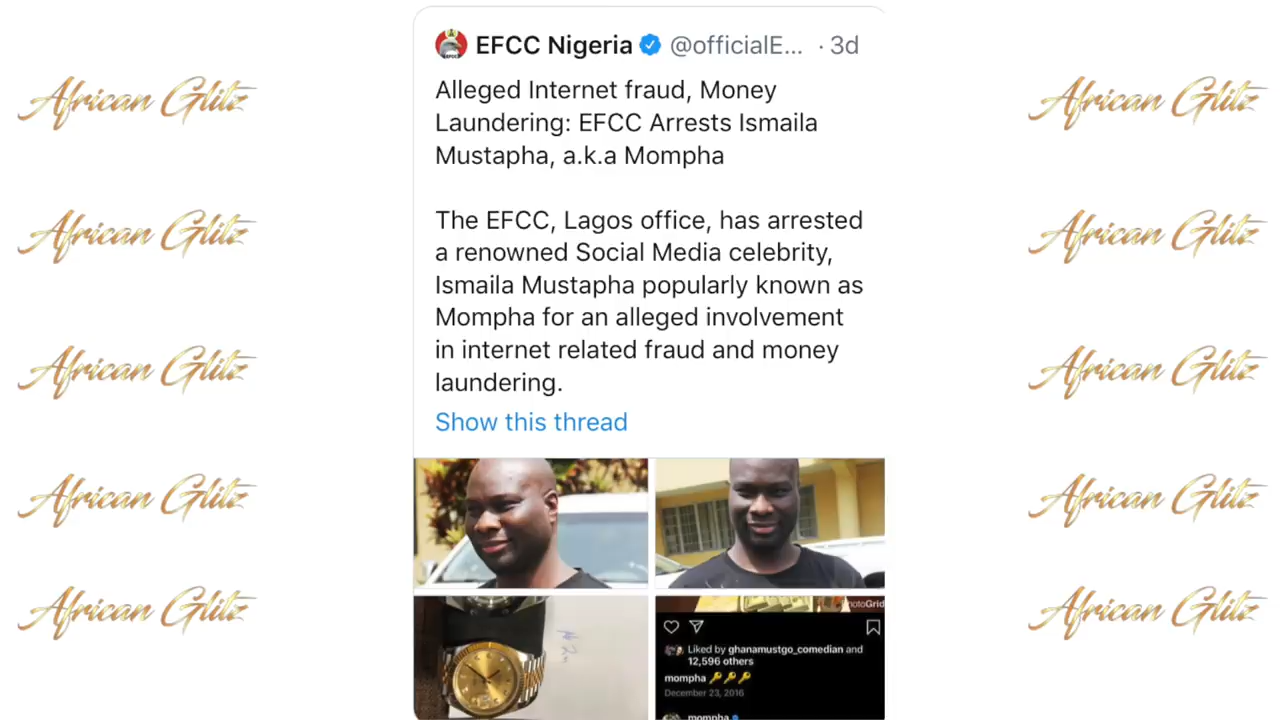 EFCC Nigeria @officialE... · 3d
Alleged Internet fraud, Money
Laundering: EFCC Arrests Ismaila
Mustapha, a.k.a Mompha
The EFCC, Lagos office, has arrested
a renowned Social Media celebrity,
Ismaila Mustapha popularly known as
Mompha for an alleged involvement
in internet related fraud and money
laundering.
Show this thread
PhotoGrid
Liked by ghanamustgo_comedian and
12,596 others
mompha 🔑🔑🔑
December 23, 2016
mompha
African Glitz
African Glitz
African Glitz
African Glitz
African Glitz
African Glitz
African Glitz
African Glitz
African Glitz
African Glitz